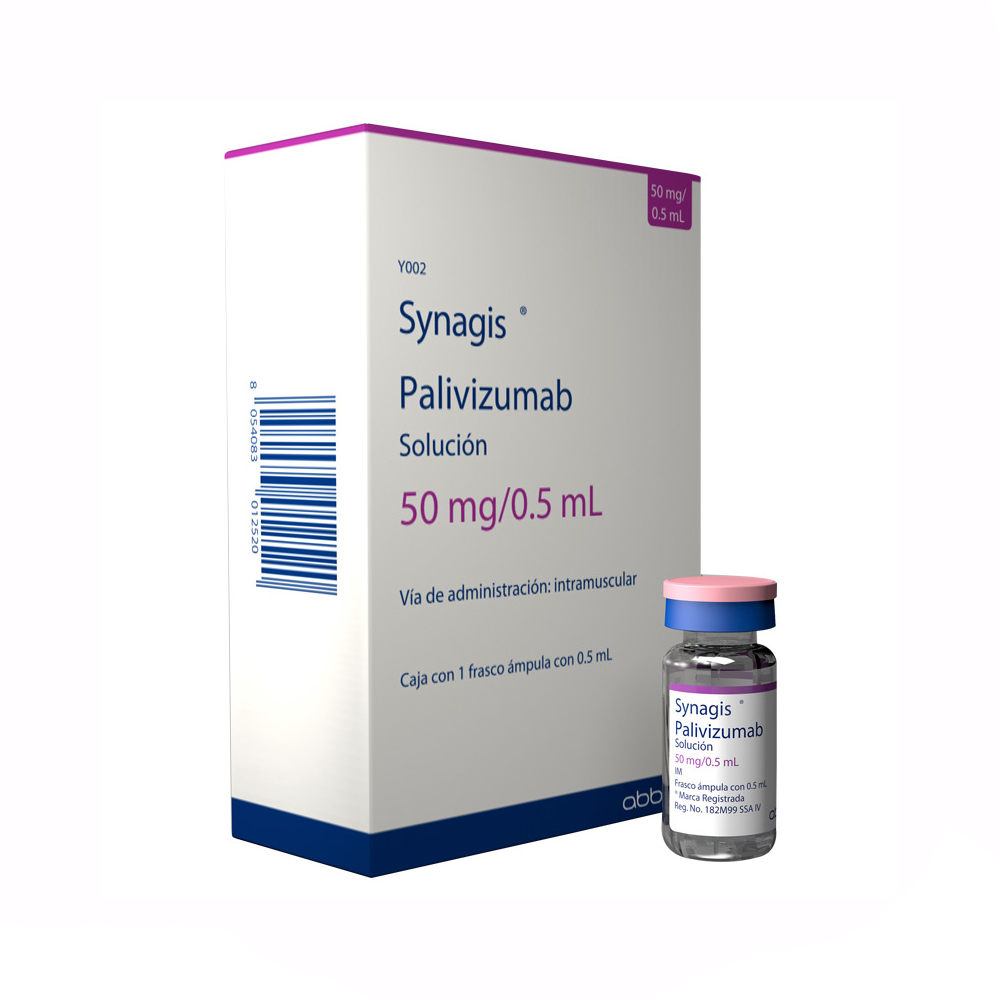 50 mg/
0.5 mL
Y002
Synagis ®
Palivizumab
Solución
50 mg/0.5 mL
Vía de administración: intramuscular
Caja con 1 frasco ámpula con 0.5 mL
abb
8 054083 012520
Synagis ®
Palivizumab
Solución
50 mg/0.5 mL
IM
Frasco ámpula con 0.5 mL
® Marca Registrada
Reg. No. 182M99 SSA IV